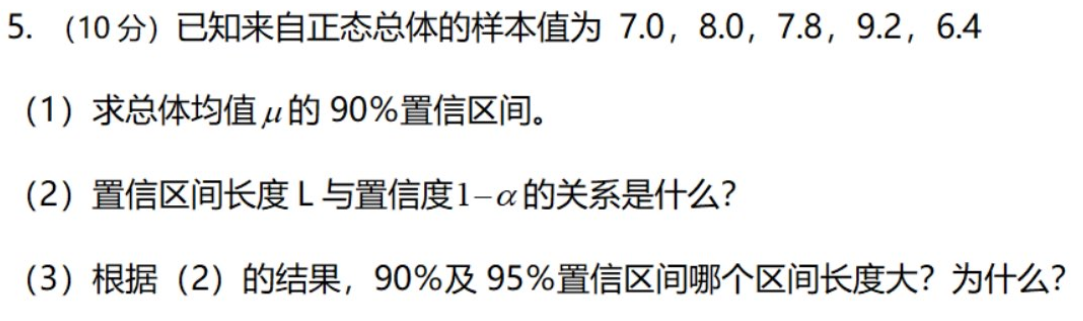 5. （10 分）已知来自正态总体的样本值为 7.0，8.0，7.8，9.2，6.4
（1）求总体均值 μ 的 90%置信区间。
（2）置信区间长度 L 与置信度1−α 的关系是什么？
（3）根据（2）的结果，90%及 95%置信区间哪个区间长度大？为什么？